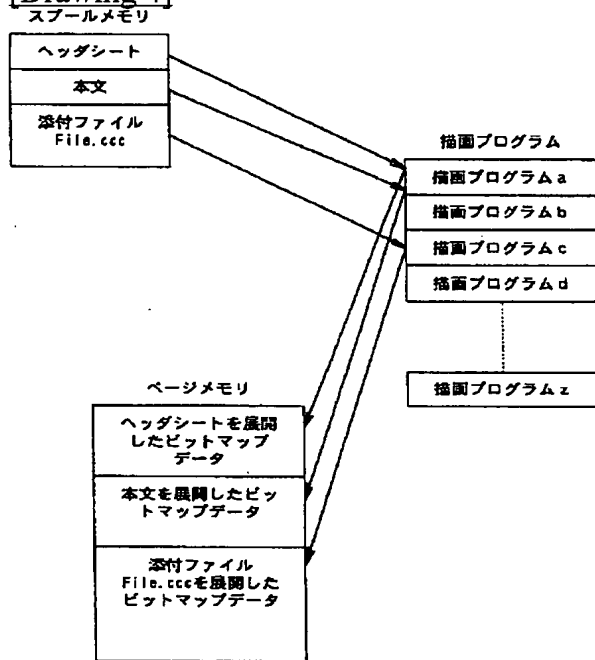 スプールメモリ
ヘッダシート
本文
添付ファイル
File.ccc
描画プログラム
描画プログラムa
描画プログラムb
描画プログラムc
描画プログラムd
描画プログラムz
ページメモリ
ヘッダシートを展開
したビットマップ
データ
本文を展開したビッ
トマップデータ
添付ファイル
File.cccを展開した
ビットマップデータ